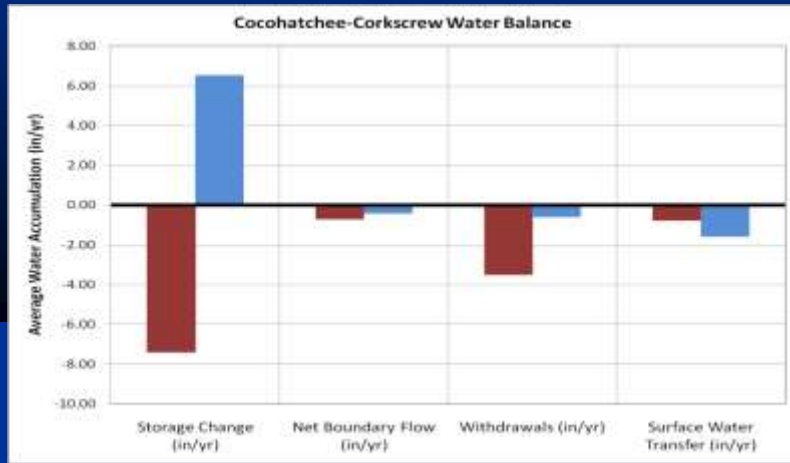 Cocohatchee-Corkscrew Water Balance
Average Water Accumulation (in/yr)
8.00
6.00
4.00
2.00
0.00
-2.00
-4.00
-6.00
-8.00
-10.00
Storage Change
(in/yr)
Net Boundary Flow
(in/yr)
Withdrawals (in/yr)
Surface Water
Transfer (in/yr)